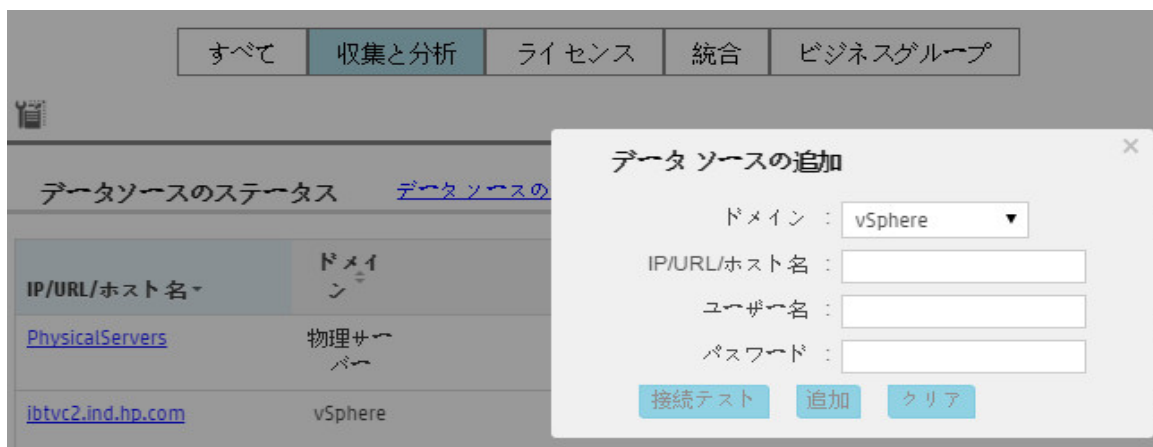 すべて 収集と分析 ライセンス 統合 ビジネスグループ
データソースのステータス データソースの
IP/URL/ホスト名 ドメイ
ン
PhysicalServers 物理サー
バー
ibtvc2.ind.hp.com vSphere
データ ソースの追加
ドメイン : vSphere
IP/URL/ホスト名 :
ユーザー名 :
パスワード :
接続テスト 追加 クリア